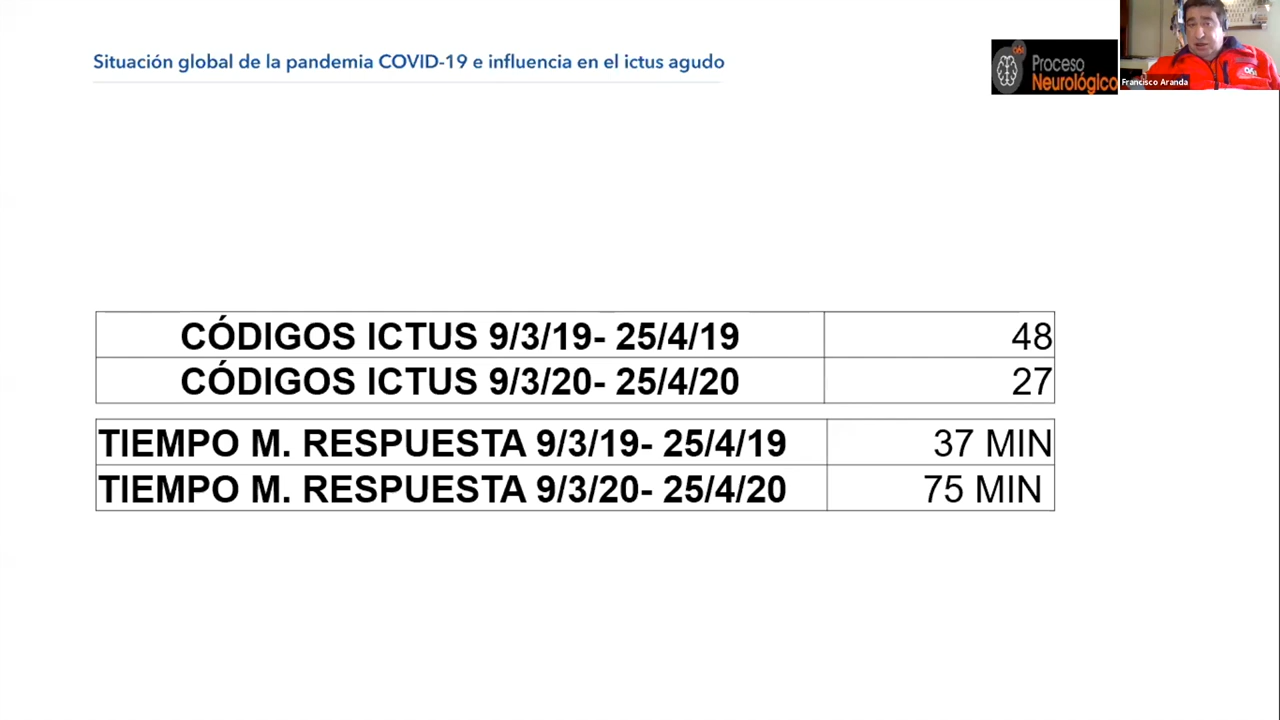 Situación global de la pandemia COVID-19 e influencia en el ictus agudo
061
Proceso
Neurológico
Francisco Aranda
061
CÓDIGOS ICTUS 9/3/19- 25/4/19 48
CÓDIGOS ICTUS 9/3/20- 25/4/20 27
TIEMPO M. RESPUESTA 9/3/19- 25/4/19 37 MIN
TIEMPO M. RESPUESTA 9/3/20- 25/4/20 75 MIN